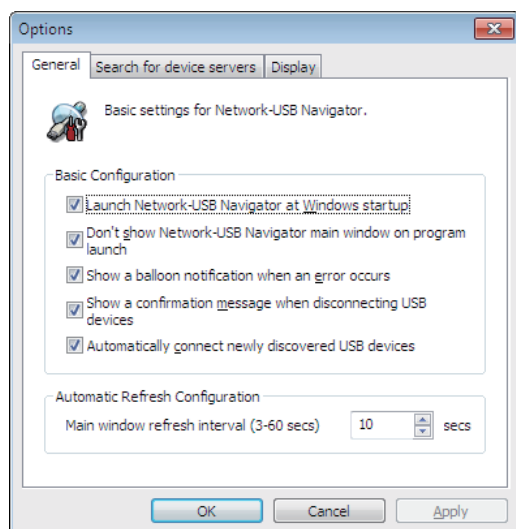 Options
General
Search for device servers
Display
Basic settings for Network-USB Navigator.
Basic Configuration
Launch Network-USB Navigator at Windows startup
Don't show Network-USB Navigator main window on program
launch
Show a balloon notification when an error occurs
Show a confirmation message when disconnecting USB
devices
Automatically connect newly discovered USB devices
Automatic Refresh Configuration
Main window refresh interval (3-60 secs) 10 secs
OK
Cancel
Apply